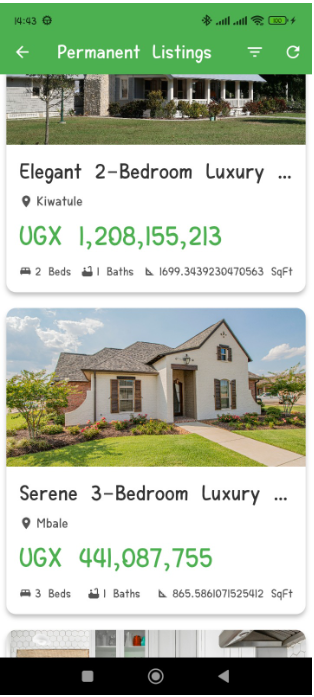 14:43
100
Permanent Listings
Elegant 2-Bedroom Luxury ...
Kiwatule
UGX 1,208,155,213
2 Beds 1 Baths 1699.3439230470563 SqFt
Serene 3-Bedroom Luxury ...
Mbale
UGX 441,087,755
3 Beds 1 Baths 865.5861071525412 SqFt